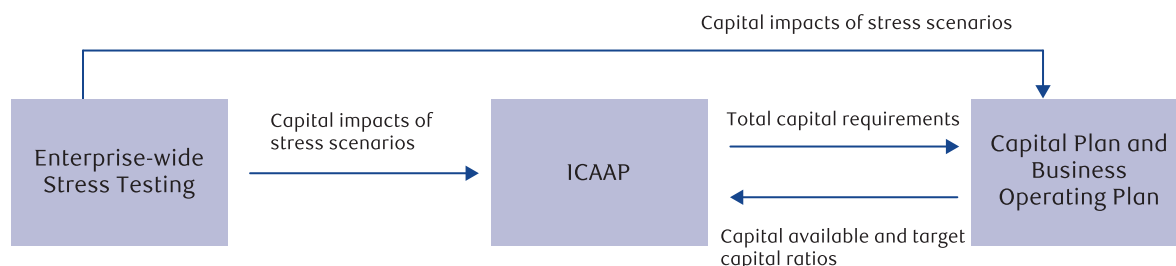 Capital impacts of stress scenarios
Enterprise-wide
Stress Testing
Capital impacts of
stress scenarios
ICAAP
Total capital requirements
Capital available and target
capital ratios
Capital Plan and
Business
Operating Plan